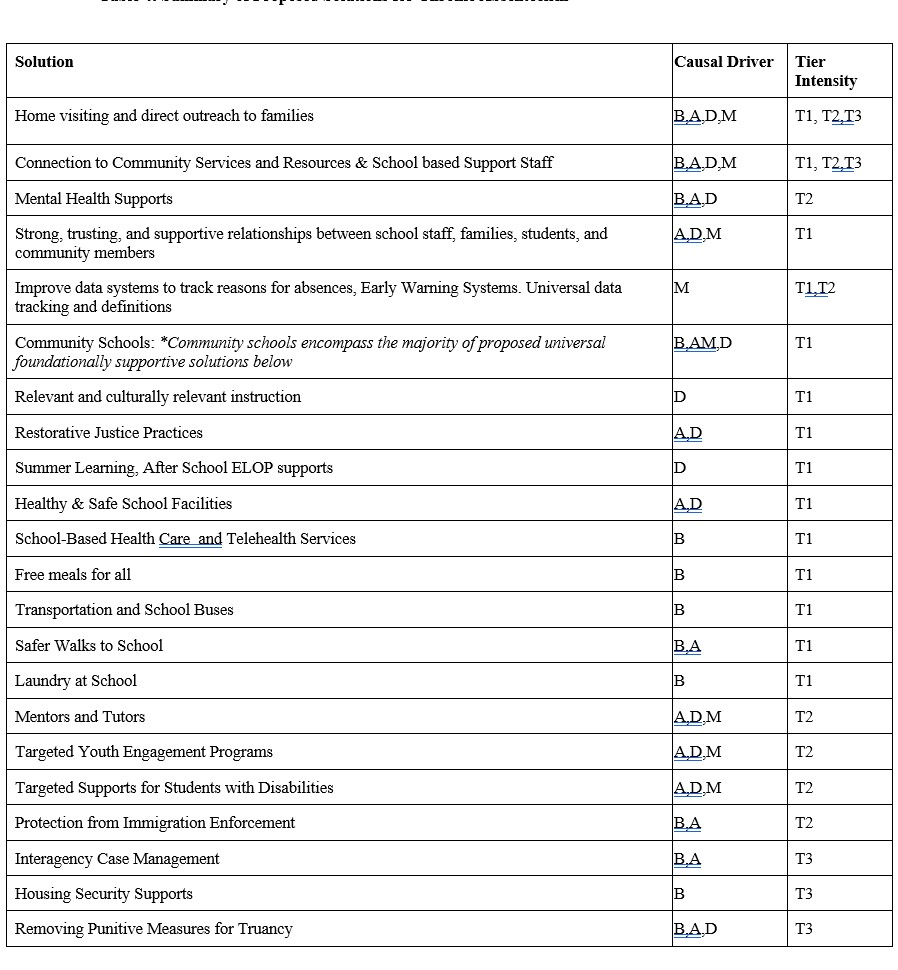 Solution Causal Driver Tier
Intensity
Home visiting and direct outreach to families B,A,D,M T1, T2,T3
Connection to Community Services and Resources & School based Support Staff B,A,D,M T1, T2,T3
Mental Health Supports B,A,D T2
Strong, trusting, and supportive relationships between school staff, families, students, and A,D,M T1
community members
Improve data systems to track reasons for absences, Early Warning Systems. Universal data M T1,T2
tracking and definitions
Community Schools: *Community schools encompass the majority of proposed universal B,AM,D T1
foundationally supportive solutions below
Relevant and culturally relevant instruction D T1
Restorative Justice Practices A,D T1
Summer Learning, After School ELOP supports D T1
Healthy & Safe School Facilities A,D T1
School-Based Health Care  and Telehealth Services B T1
Free meals for all B T1
Transportation and School Buses B T1
Safer Walks to School B,A T1
Laundry at School B T1
Mentors and Tutors A,D,M T2
Targeted Youth Engagement Programs A,D,M T2
Targeted Supports for Students with Disabilities A,D,M T2
Protection from Immigration Enforcement B,A T2
Interagency Case Management B,A T3
Housing Security Supports B T3
Removing Punitive Measures for Truancy B,A,D T3